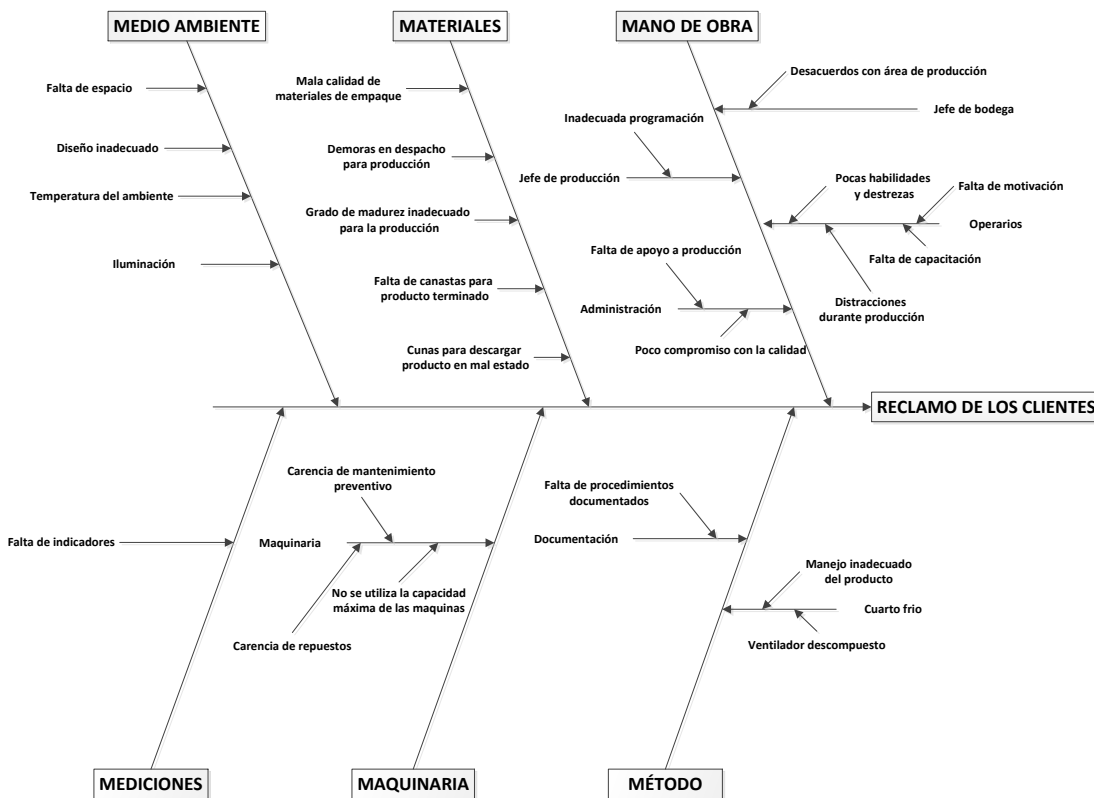 MEDIO AMBIENTE
MATERIALES
MANO DE OBRA
Falta de espacio
Diseño inadecuado
Temperatura del ambiente
Iluminación
Mala calidad de
materiales de empaque
Demoras en despacho
para producción
Grado de madurez inadecuado
para la producción
Falta de canastas para
producto terminado
Cunas para descargar
producto en mal estado
Desacuerdos con área de producción
Jefe de bodega
Inadecuada programación
Jefe de producción
Pocas habilidades
y destrezas
Falta de motivación
Operarios
Falta de capacitación
Distracciones
durante producción
Falta de apoyo a producción
Administración
Poco compromiso con la calidad
RECLAMO DE LOS CLIENTES
Falta de indicadores
Carencia de mantenimiento
preventivo
Maquinaria
No se utiliza la capacidad
máxima de las maquinas
Carencia de repuestos
Falta de procedimientos
documentados
Documentación
Manejo inadecuado
del producto
Cuarto frio
Ventilador descompuesto
MEDICIONES
MAQUINARIA
MÉTODO